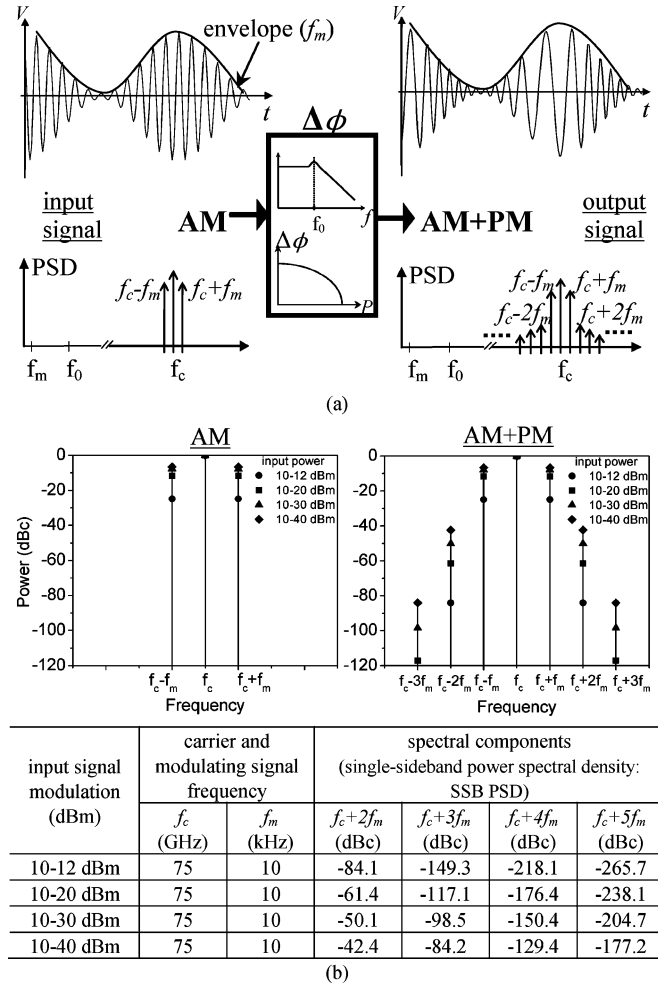 V
envelope (fm)
t
V
t
Δϕ
input
signal
AM
f0
f
Δϕ
P
AM+PM
output
signal
PSD
fc-fm
fc+fm
fm
f0
fc
PSD
fc-fm
fc+fm
fc-2fm
fc+2fm
fm
f0
fc
(a)
AM
AM+PM
Power (dBc)
0
-20
-40
-60
-80
-100
-120
input power
10-12 dBm
10-20 dBm
10-30 dBm
10-40 dBm
fc-fm
fc
fc+fm
Frequency
0
-20
-40
-60
-80
-100
-120
input power
10-12 dBm
10-20 dBm
10-30 dBm
10-40 dBm
fc-3fm
fc-2fm
fc-fm
fc
fc+fm
fc+2fm
fc+3fm
Frequency
input signal modulation (dBm)
carrier and modulating signal frequency
spectral components (single-sideband power spectral density: SSB PSD)
fc (GHz) fm (kHz) fc+2fm (dBc) fc+3fm (dBc) fc+4fm (dBc) fc+5fm (dBc)
10-12 dBm 75 10 -84.1 -149.3 -218.1 -265.7
10-20 dBm 75 10 -61.4 -117.1 -176.4 -238.1
10-30 dBm 75 10 -50.1 -98.5 -150.4 -204.7
10-40 dBm 75 10 -42.4 -84.2 -129.4 -177.2
(b)